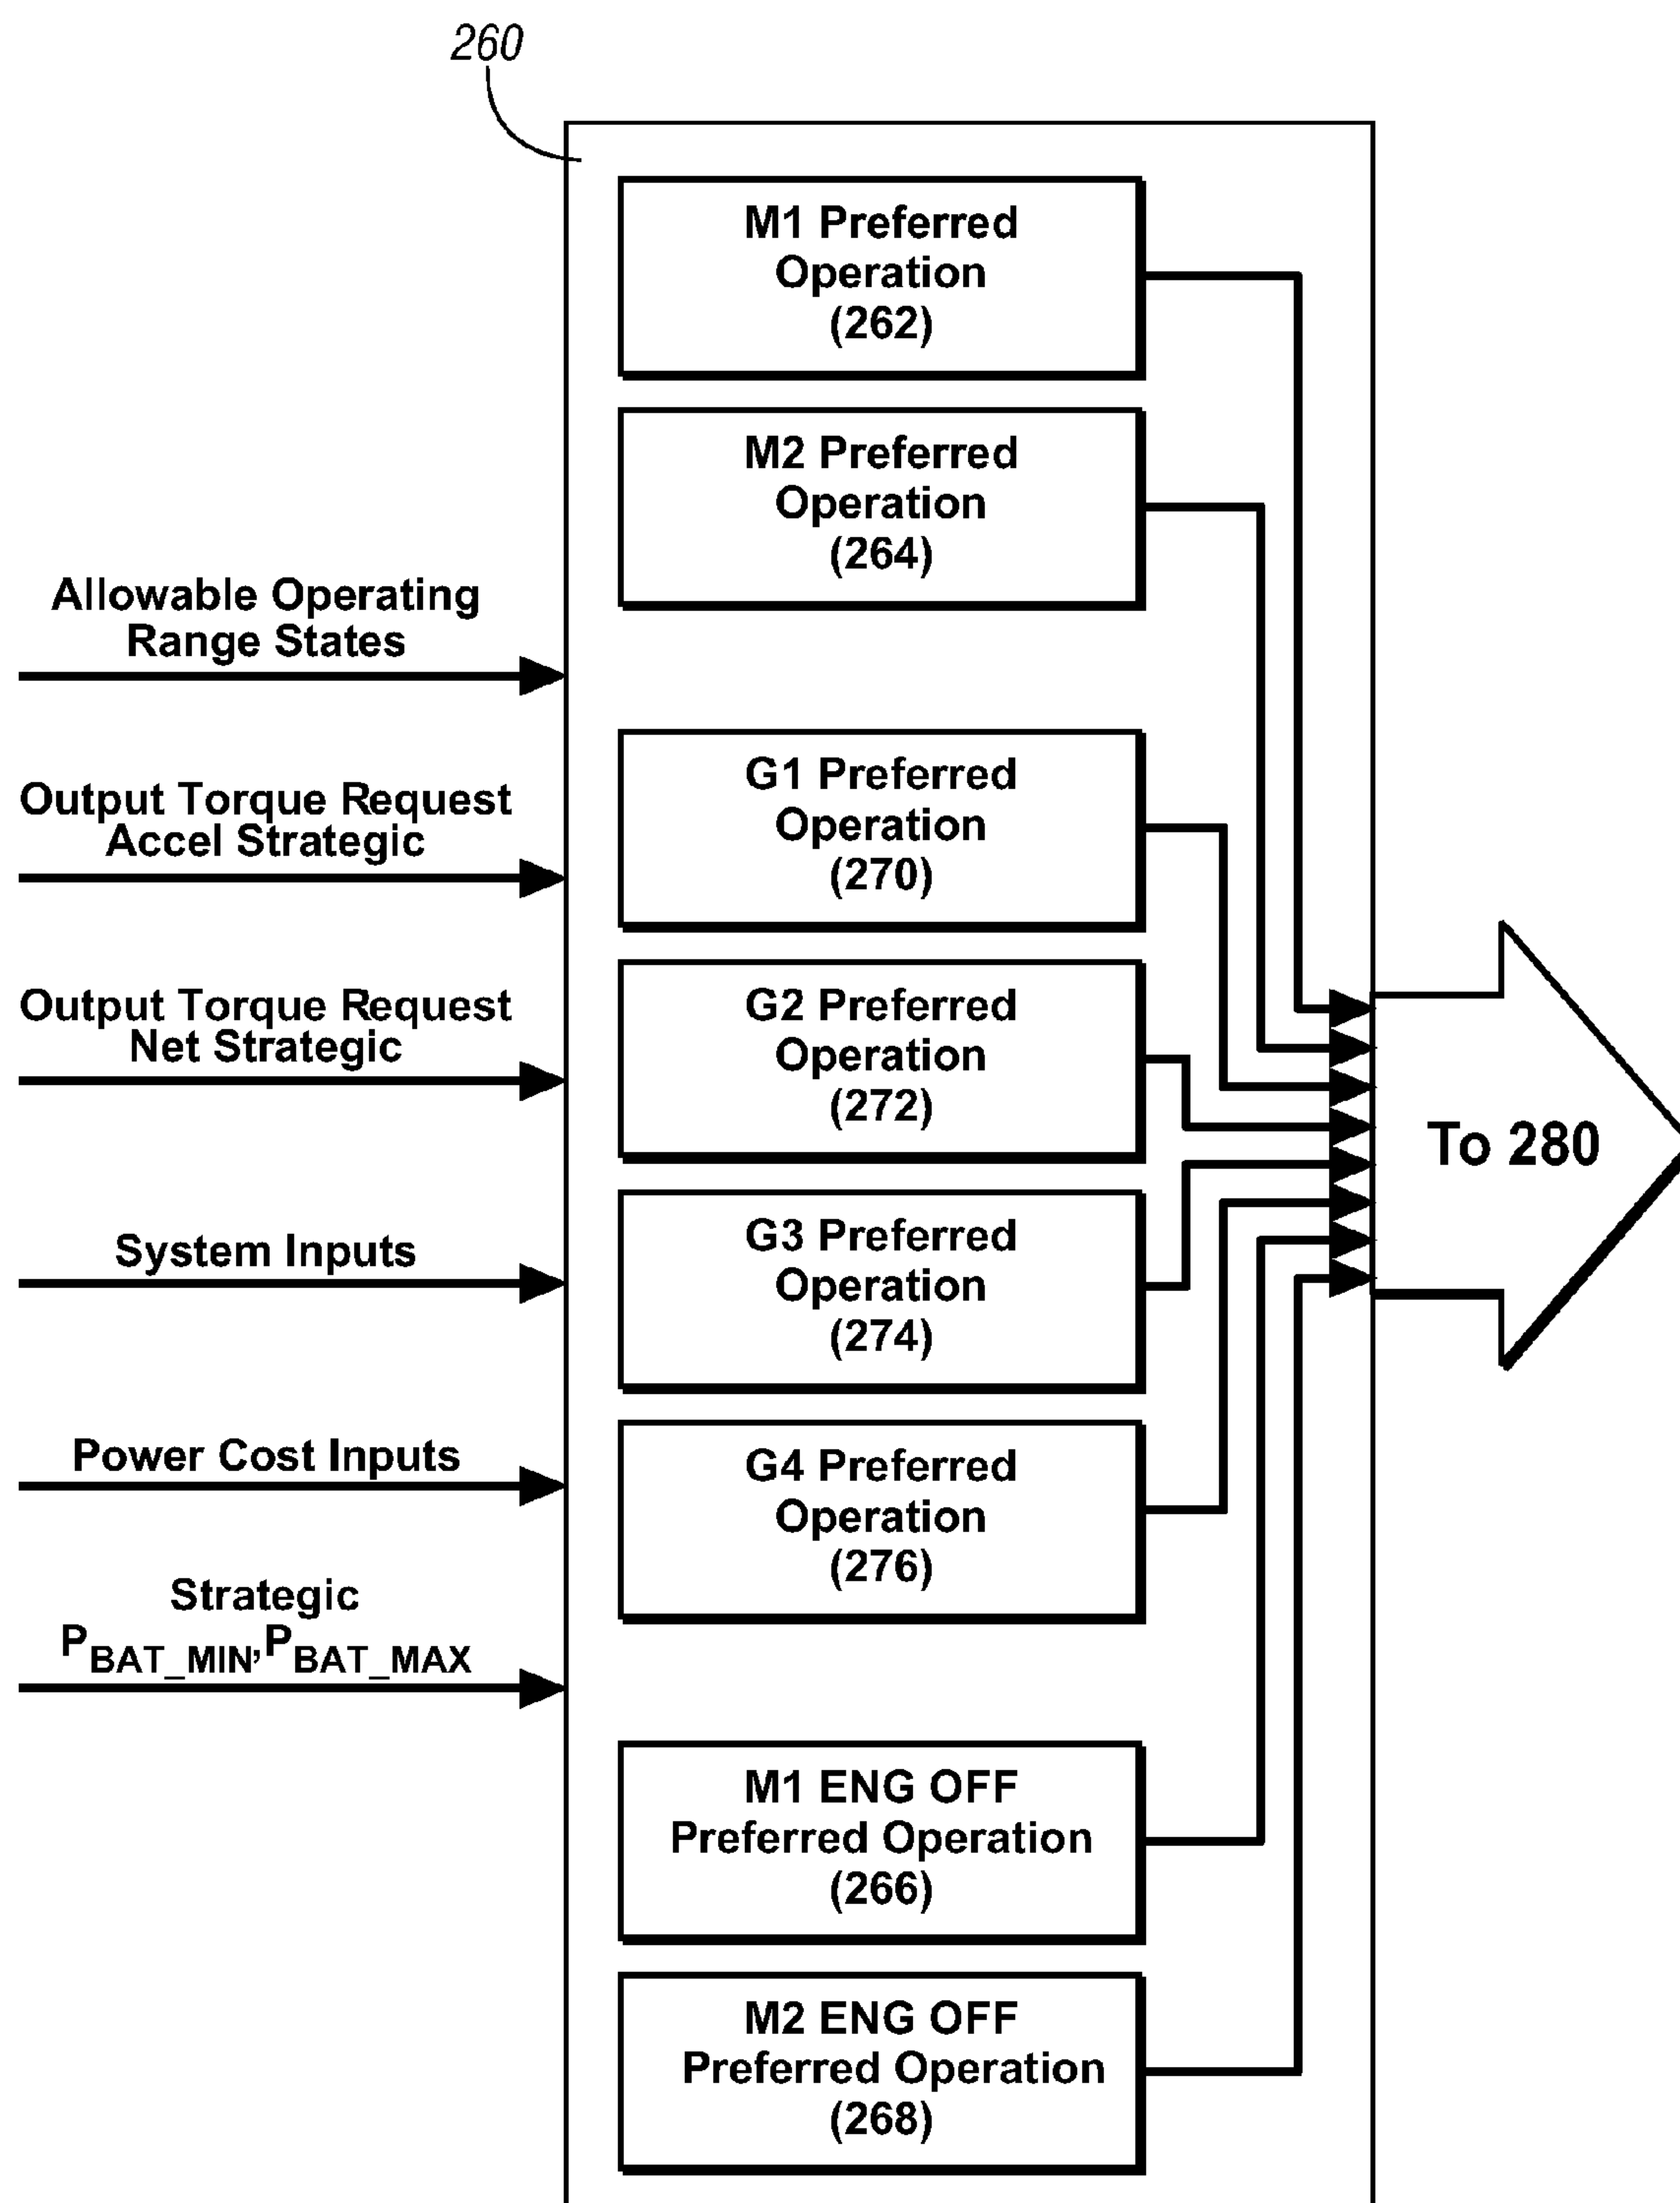 260
M1 Preferred
Operation
(262)
M2 Preferred
Operation
(264)
Allowable Operating
Range States
G1 Preferred
Operation
(270)
Output Torque Request
Accel Strategic
G2 Preferred
Operation
(272)
Output Torque Request
Net Strategic
To 280
G3 Preferred
Operation
(274)
System Inputs
G4 Preferred
Operation
(276)
Power Cost Inputs
Strategic
PBAT_MIN,PBAT_MAX
M1 ENG OFF
Preferred Operation
(266)
M2 ENG OFF
Preferred Operation
(268)